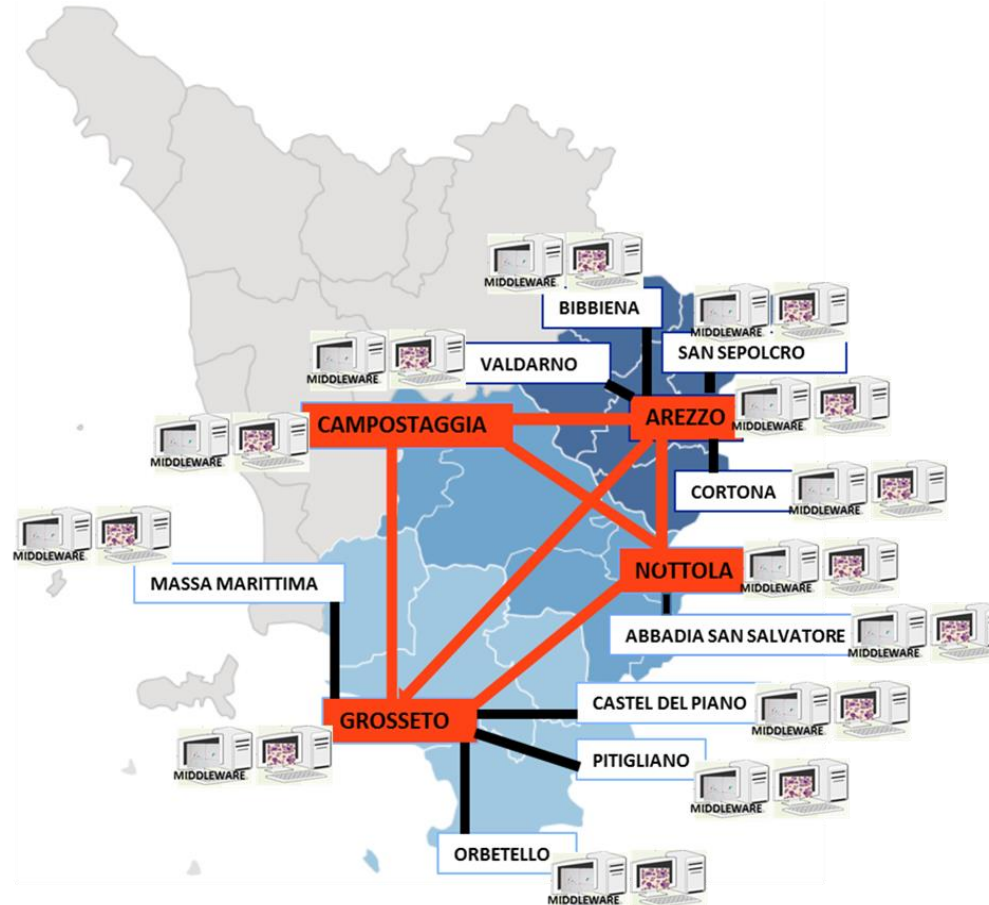 MIDDLEWARE
BIBBIENA
MIDDLEWARE
SAN SEPOLCRO
MIDDLEWARE
VALDARNO
CAMPOSTAGGIA
AREZZO
MIDDLEWARE
MIDDLEWARE
CORTONA
MIDDLEWARE
MIDDLEWARE
MASSA MARITTIMA
NOTTOLA
MIDDLEWARE
ABBADIA SAN SALVATORE
MIDDLEWARE
CASTEL DEL PIANO
MIDDLEWARE
GROSSETO
MIDDLEWARE
PITIGLIANO
MIDDLEWARE
ORBETELLO
MIDDLEWARE